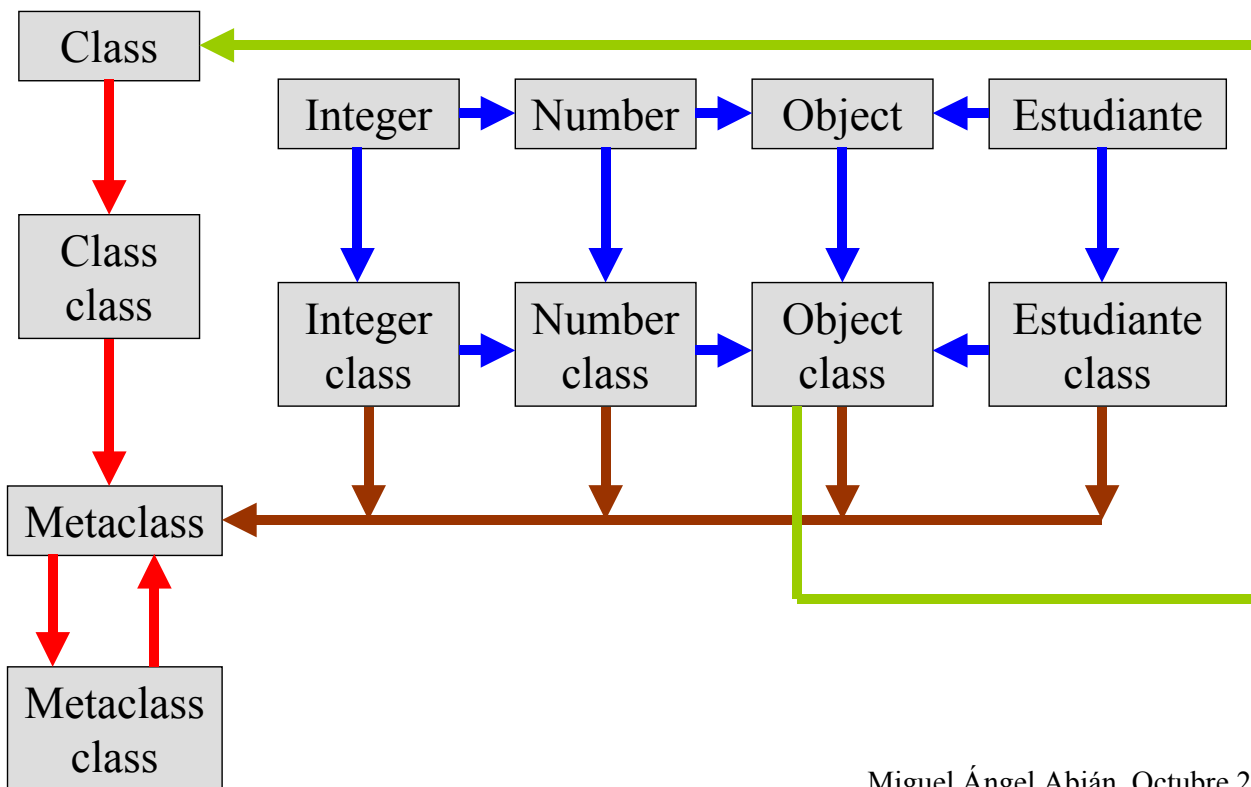 Class
Integer
Number
Object
Estudiante
Class
class
Integer
class
Number
class
Object
class
Estudiante
class
Metaclass
Metaclass
class
Miguel Ángel Abián, Octubre 2